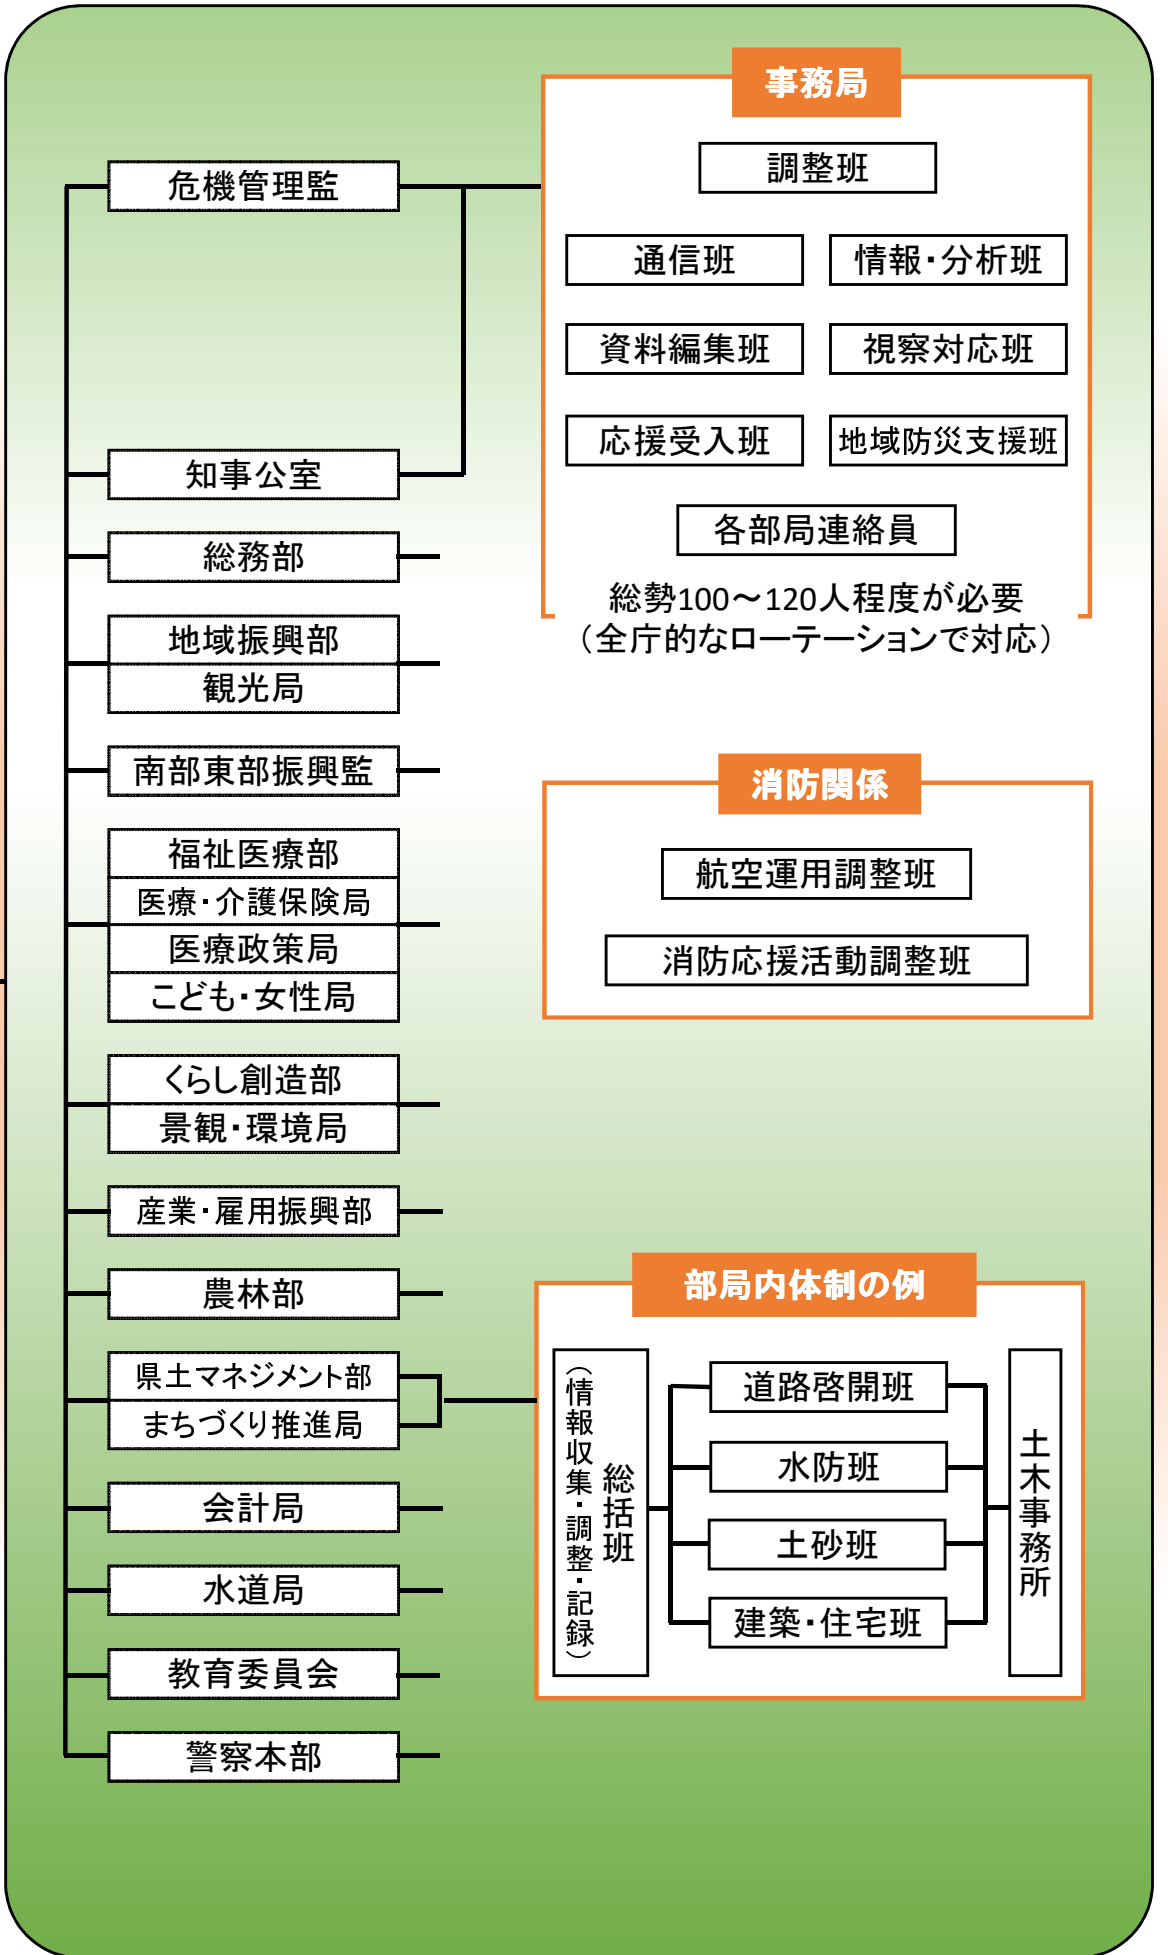 危機管理監
知事公室
総務部
地域振興部
観光局
南部東部振興監
福祉医療部
医療・介護保険局
医療政策局
こども・女性局
くらし創造部
景観・環境局
産業・雇用振興部
農林部
県土マネジメント部
まちづくり推進局
会計局
水道局
教育委員会
警察本部
事務局
調整班
通信班
情報・分析班
資料編集班
視察対応班
応援受入班
地域防災支援班
各部局連絡員
総勢100～120人程度が必要
（全庁的なローテーションで対応）
消防関係
航空運用調整班
消防応援活動調整班
部局内体制の例
総括班
（情報収集・調整・記録）
道路啓開班
水防班
土砂班
建築・住宅班
土木事務所